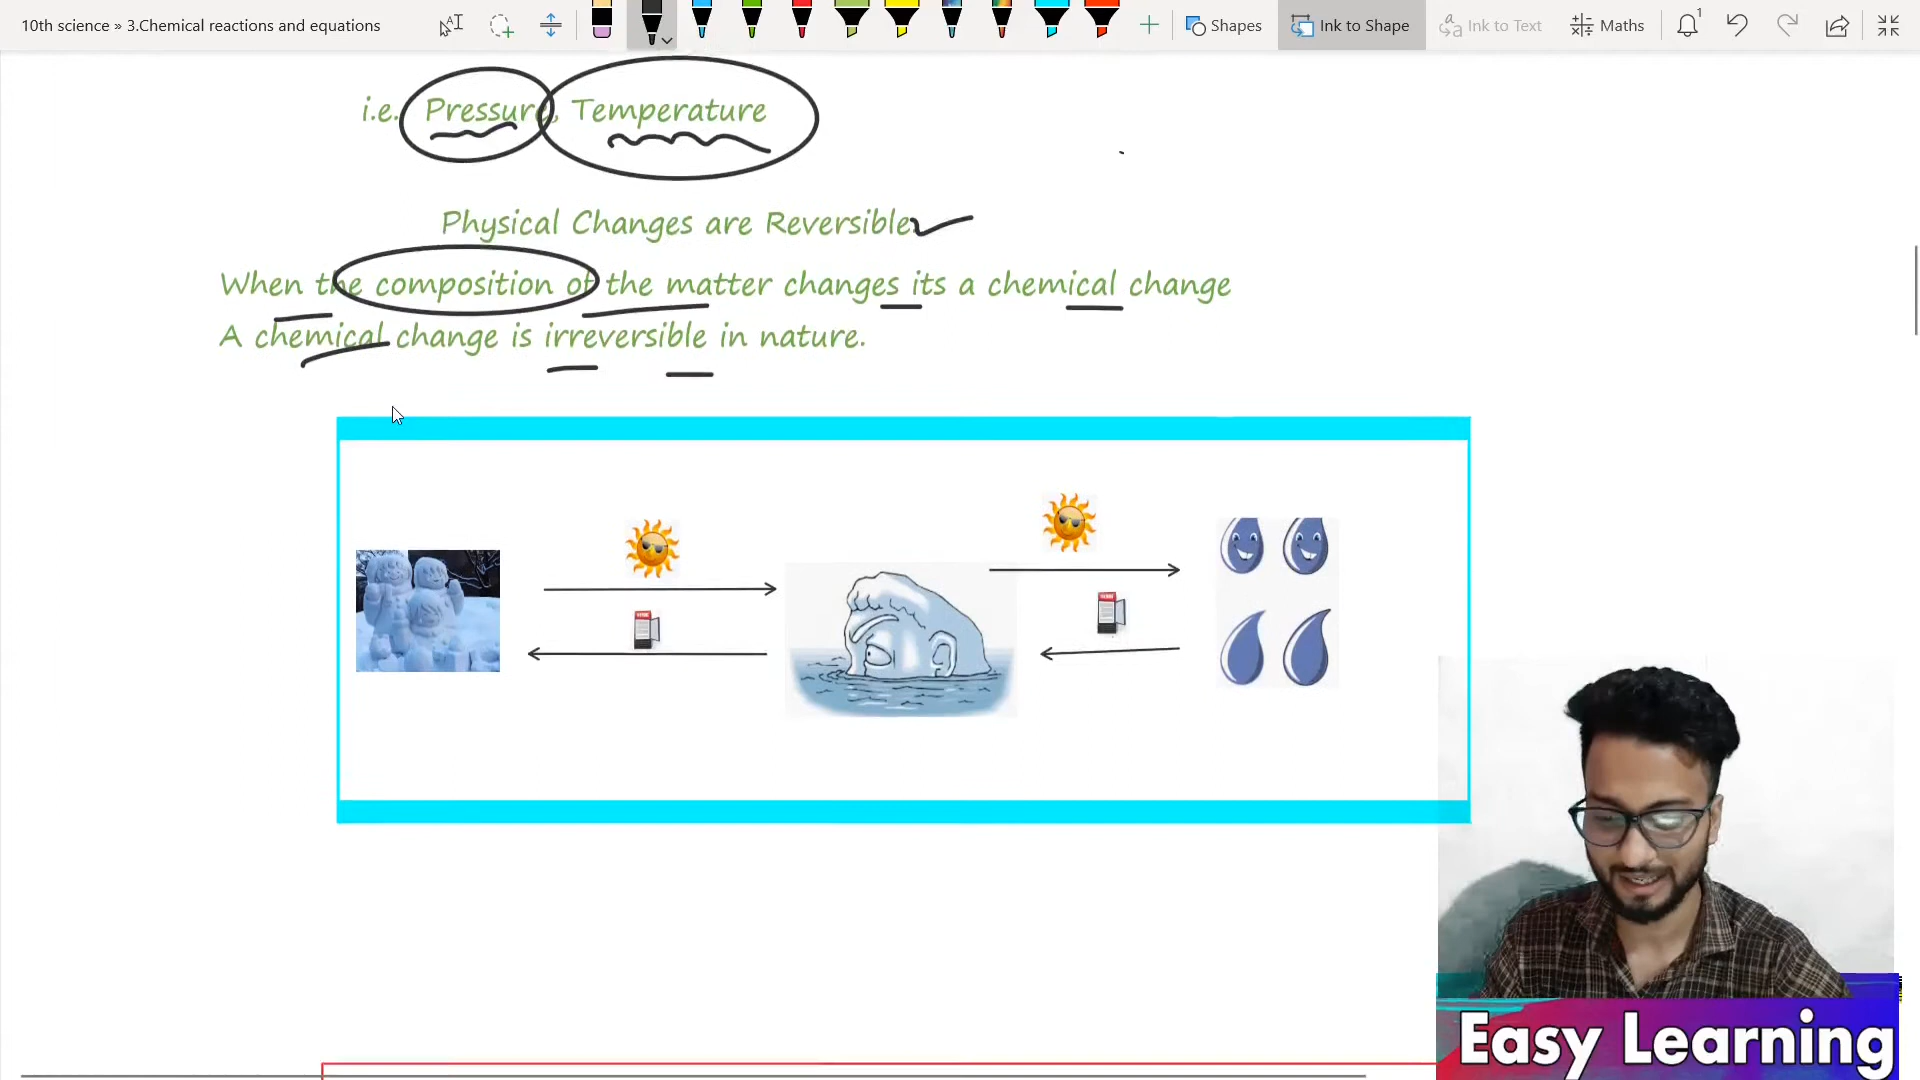 10th science » 3.Chemical reactions and equations
Shapes
Ink to Shape
Ink to Text
Maths
1
i.e. Pressure, Temperature
Physical Changes are Reversible
When the composition of the matter changes its a chemical change
A chemical change is irreversible in nature.
Easy Learning